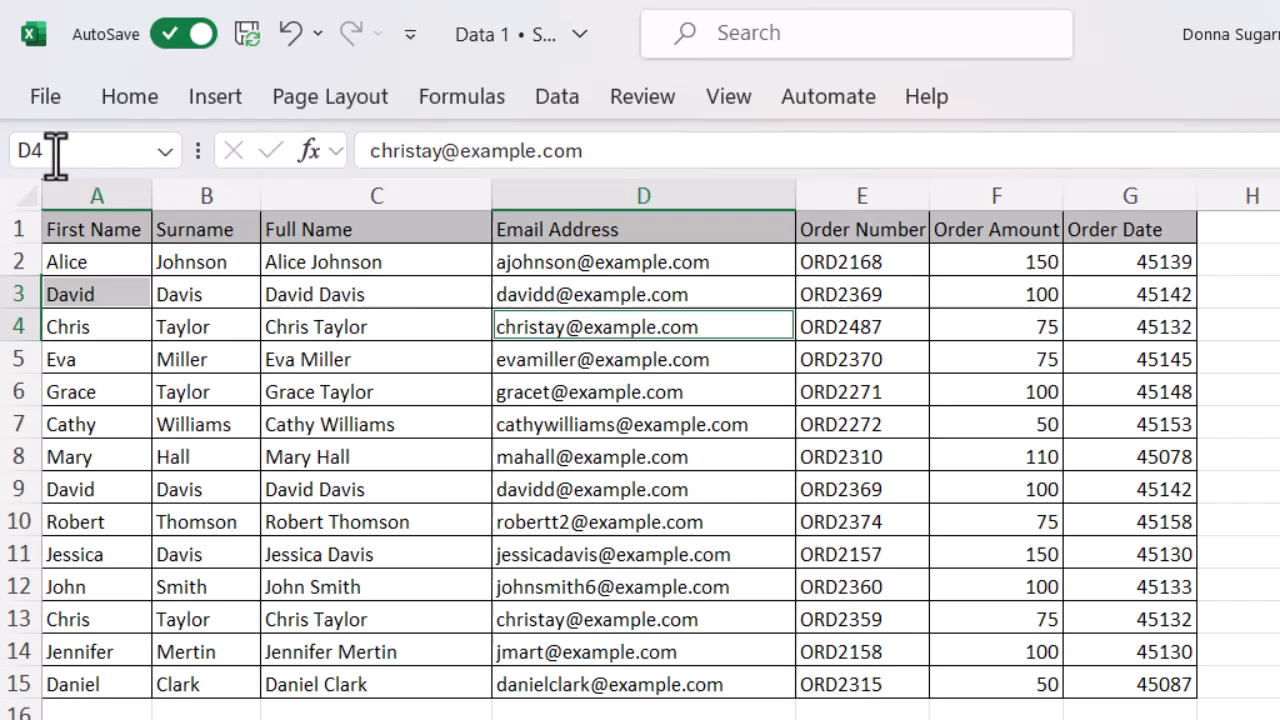 AutoSave Data 1 • S... Search Donna Sugarr
File Home Insert Page Layout Formulas Data Review View Automate Help
D4 fx christay@example.com
A B C D E F G H
1 First Name Surname Full Name Email Address Order Number Order Amount Order Date
2 Alice Johnson Alice Johnson ajohnson@example.com ORD2168 150 45139
3 David Davis David Davis davidd@example.com ORD2369 100 45142
4 Chris Taylor Chris Taylor christay@example.com ORD2487 75 45132
5 Eva Miller Eva Miller evamiller@example.com ORD2370 75 45145
6 Grace Taylor Grace Taylor gracet@example.com ORD2271 100 45148
7 Cathy Williams Cathy Williams cathywilliams@example.com ORD2272 50 45153
8 Mary Hall Mary Hall mahall@example.com ORD2310 110 45078
9 David Davis David Davis davidd@example.com ORD2369 100 45142
10 Robert Thomson Robert Thomson robertt2@example.com ORD2374 75 45158
11 Jessica Davis Jessica Davis jessicadavis@example.com ORD2157 150 45130
12 John Smith John Smith johnsmith6@example.com ORD2360 100 45133
13 Chris Taylor Chris Taylor christay@example.com ORD2359 75 45132
14 Jennifer Mertin Jennifer Mertin jmart@example.com ORD2158 100 45130
15 Daniel Clark Daniel Clark danielclark@example.com ORD2315 50 45087
16